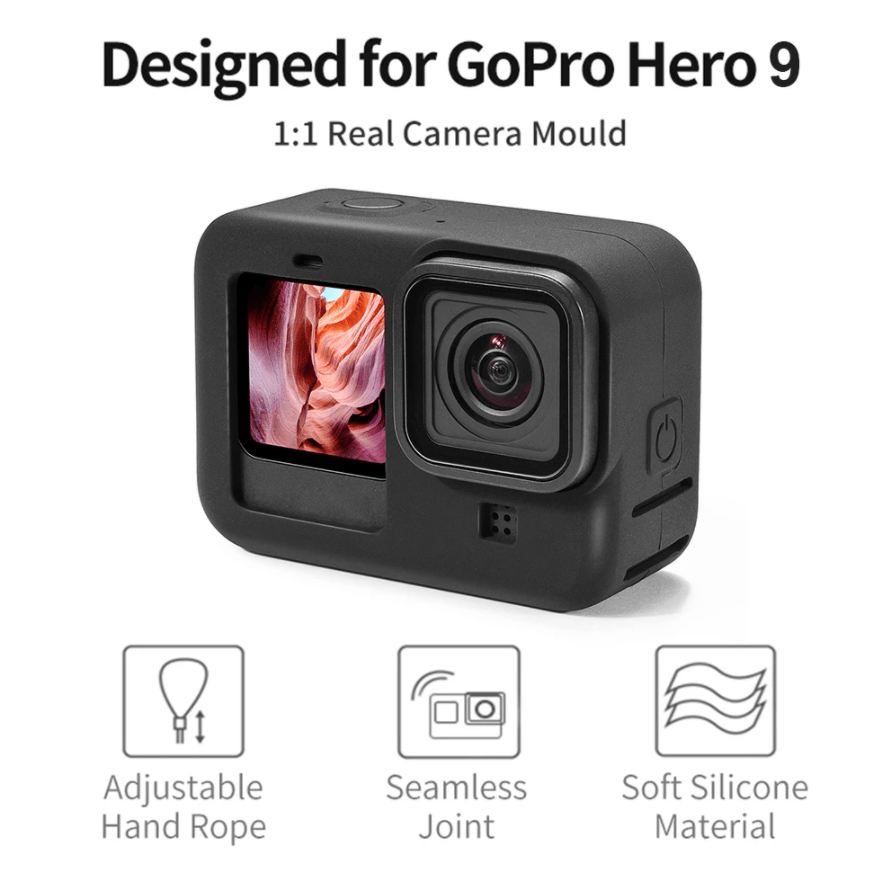 Designed for GoPro Hero 9
1:1 Real Camera Mould
Adjustable
Hand Rope
Seamless
Joint
Soft Silicone
Material